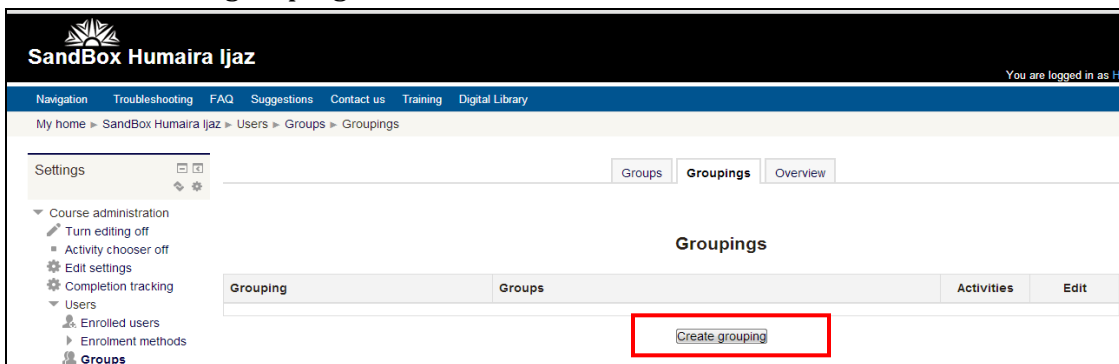 SandBox Humaira Ijaz
You are logged in as H
Navigation Troubleshooting FAQ Suggestions Contact us Training Digital Library
My home ► SandBox Humaira Ijaz ► Users ► Groups ► Groupings
Settings
Groups Groupings Overview
Course administration
Turn editing off
Activity chooser off
Groupings
Edit settings
Completion tracking
Grouping Groups Activities Edit
Users
Enrolled users
Create grouping
Enrolment methods
Groups